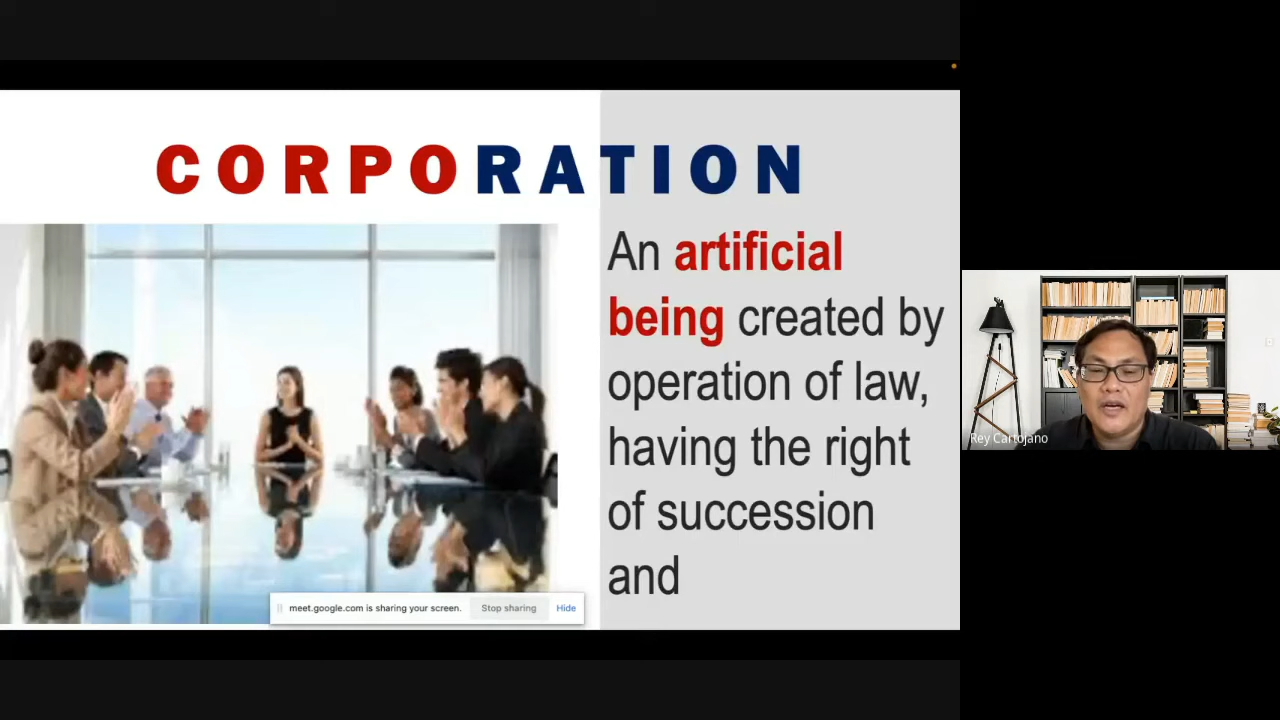 CORPORATION
An artificial
being created by
operation of law,
having the right
of succession
and
meet.google.com is sharing your screen. Stop sharing Hide
Rey Cartojano